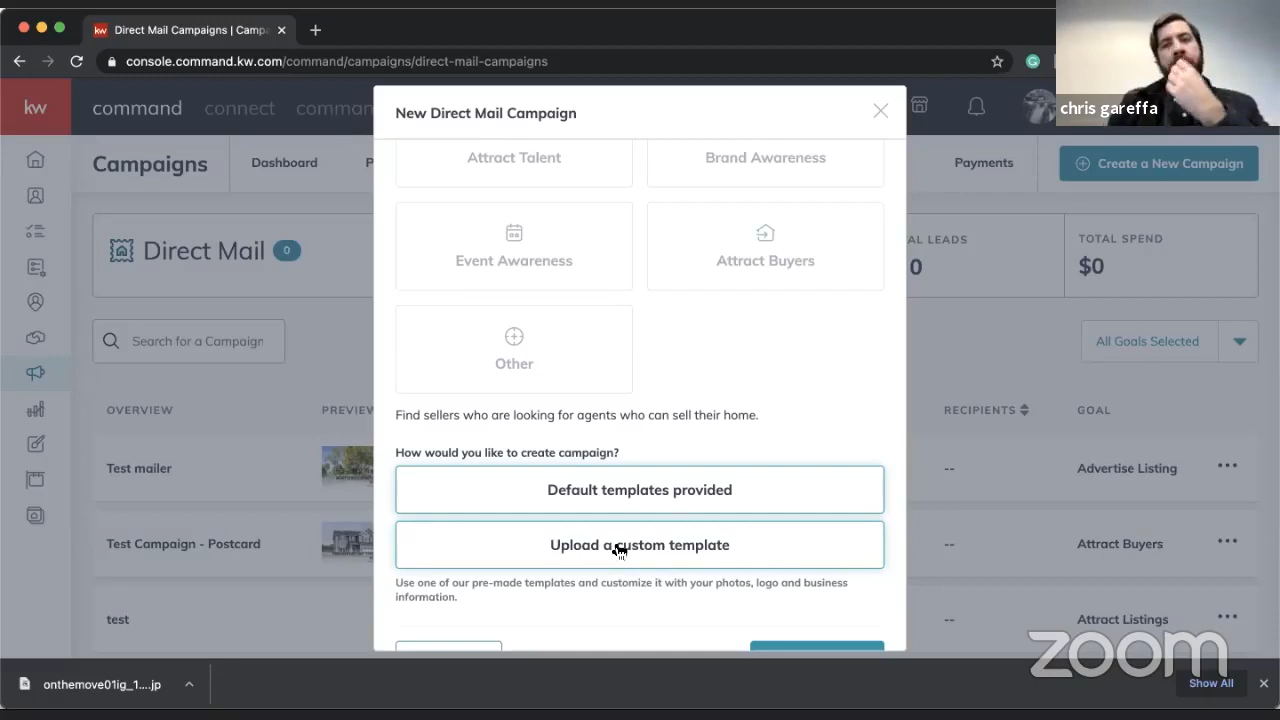 kw
Direct Mail Campaigns | Camp
console.command.kw.com/command/campaigns/direct-mail-campaigns
chris gareffa
kw
command
connect
comman
New Direct Mail Campaign
Campaigns
Dashboard
P
Payments
Create a New Campaign
Attract Talent
Brand Awareness
Direct Mail 0
AL LEADS
0
TOTAL SPEND
$0
Event Awareness
Attract Buyers
Search for a Campaign
All Goals Selected
Other
OVERVIEW
PREVIEW
RECIPIENTS
GOAL
Find sellers who are looking for agents who can sell their home.
How would you like to create campaign?
Test mailer
--
Advertise Listing
Default templates provided
Test Campaign - Postcard
--
Attract Buyers
Upload a custom template
Use one of our pre-made templates and customize it with your photos, logo and business
information.
test
--
Attract Listings
zoom
onthemove01ig_1....jp
Show All